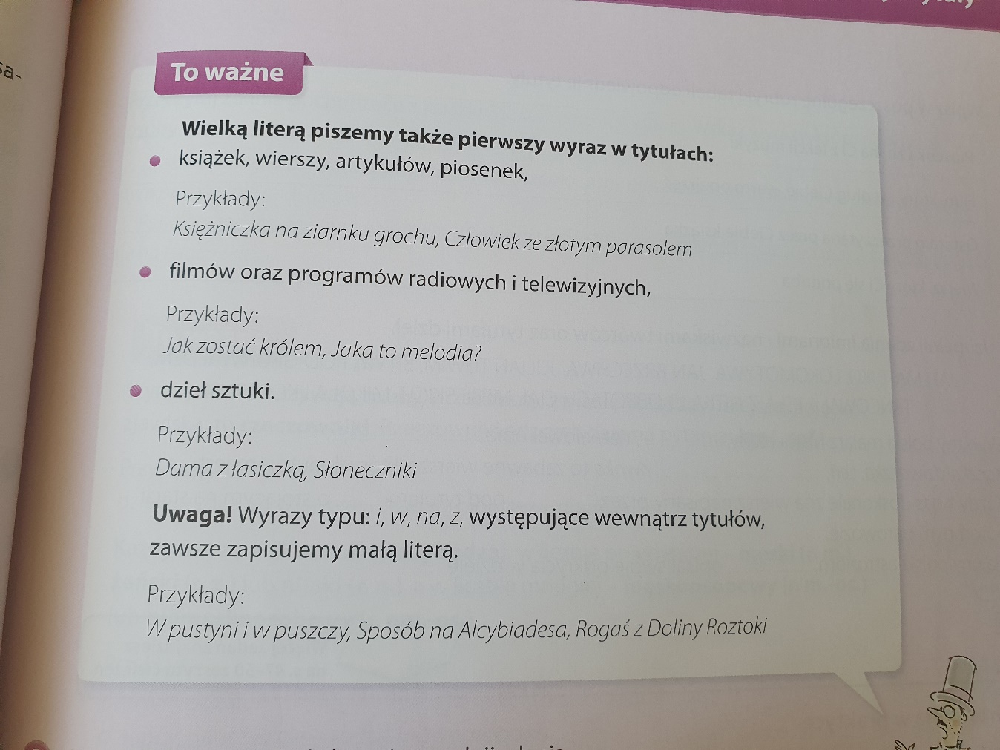 To ważne
Wielką literą piszemy także pierwszy wyraz w tytułach:
książek, wierszy, artykułów, piosenek,
Przykłady:
Księżniczka na ziarnku grochu, Człowiek ze złotym parasolem
filmów oraz programów radiowych i telewizyjnych,
Przykłady:
Jak zostać królem, Jaka to melodia?
dzieł sztuki.
Przykłady:
Dama z łasiczką, Słoneczniki
Uwaga! Wyrazy typu: i, w, na, z, występujące wewnątrz tytułów,
zawsze zapisujemy małą literą.
Przykłady:
W pustyni i w puszczy, Sposób na Alcybiadesa, Rogaś z Doliny Roztoki